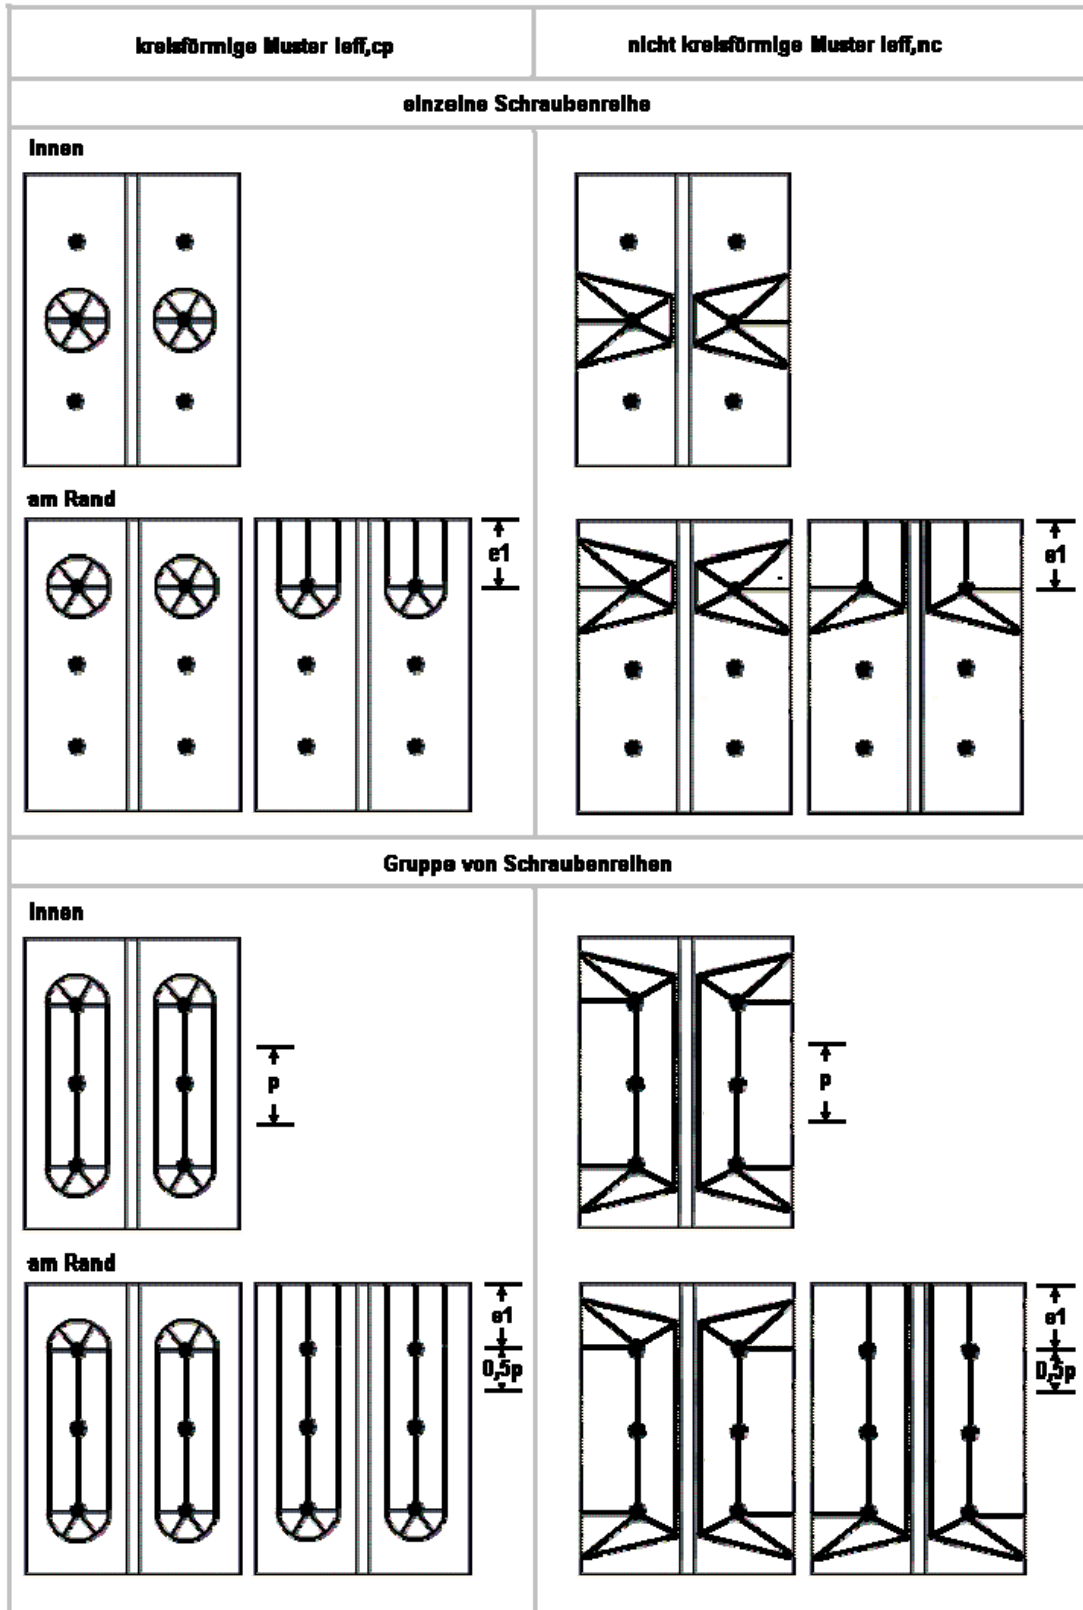 kreisförmige Muster leff,cp
nicht kreisförmige Muster leff,nc
einzelne Schraubenreihe
Innen
am Rand
e1
e1
Gruppe von Schraubenreihen
Innen
p
p
am Rand
e1
0,5p
e1
0,5p